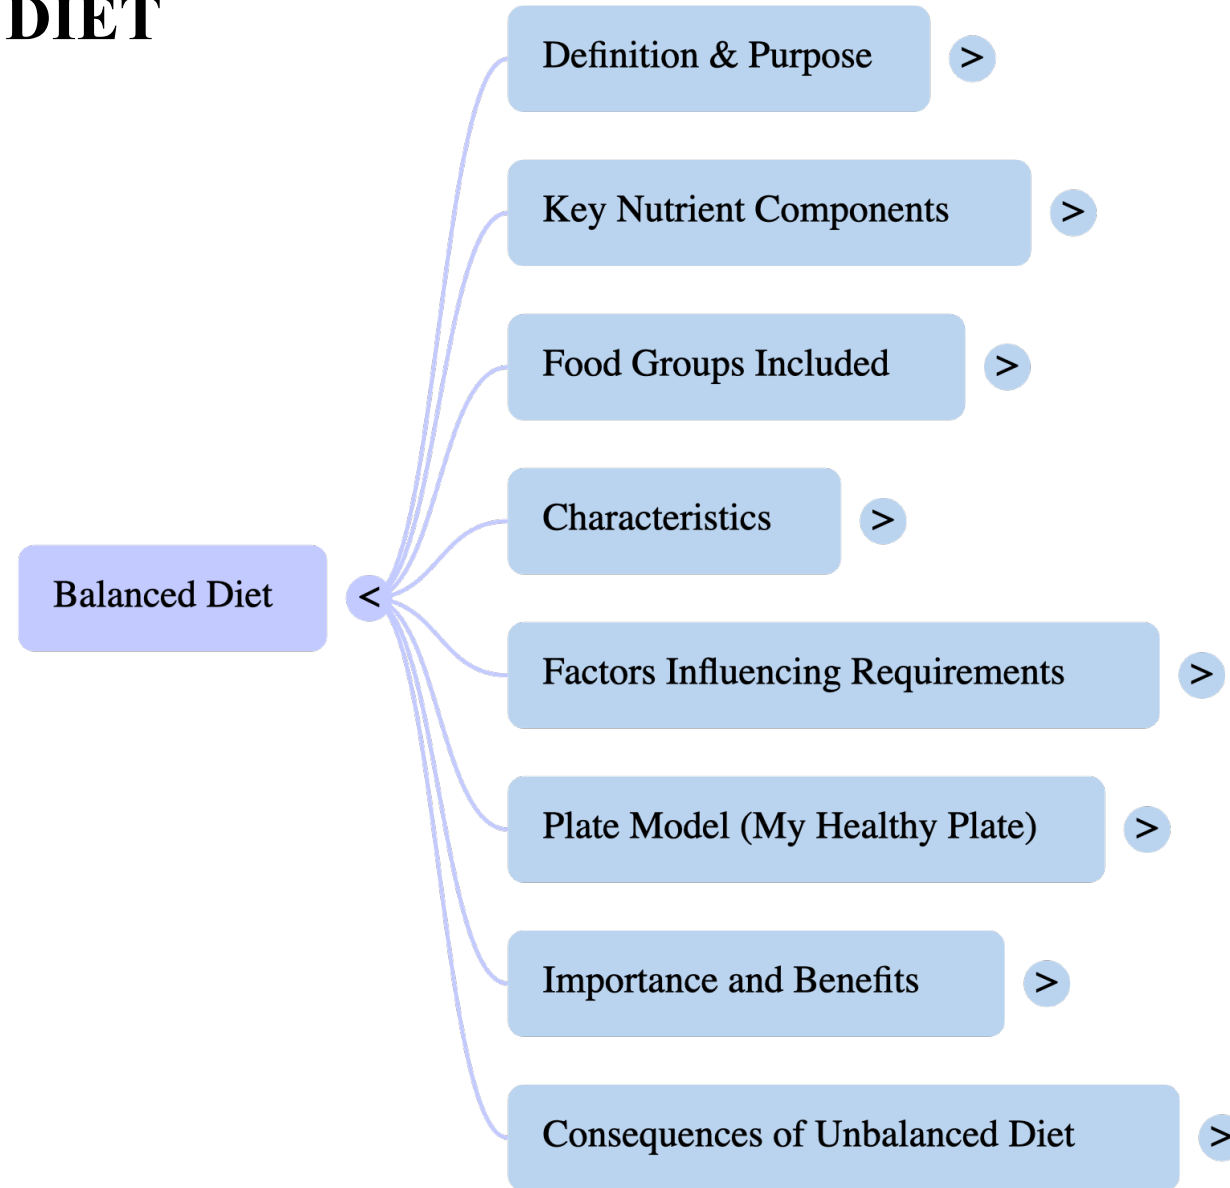 DIET
Definition & Purpose >
Key Nutrient Components >
Food Groups Included >
Characteristics >
Balanced Diet <
Factors Influencing Requirements >
Plate Model (My Healthy Plate) >
Importance and Benefits >
Consequences of Unbalanced Diet >